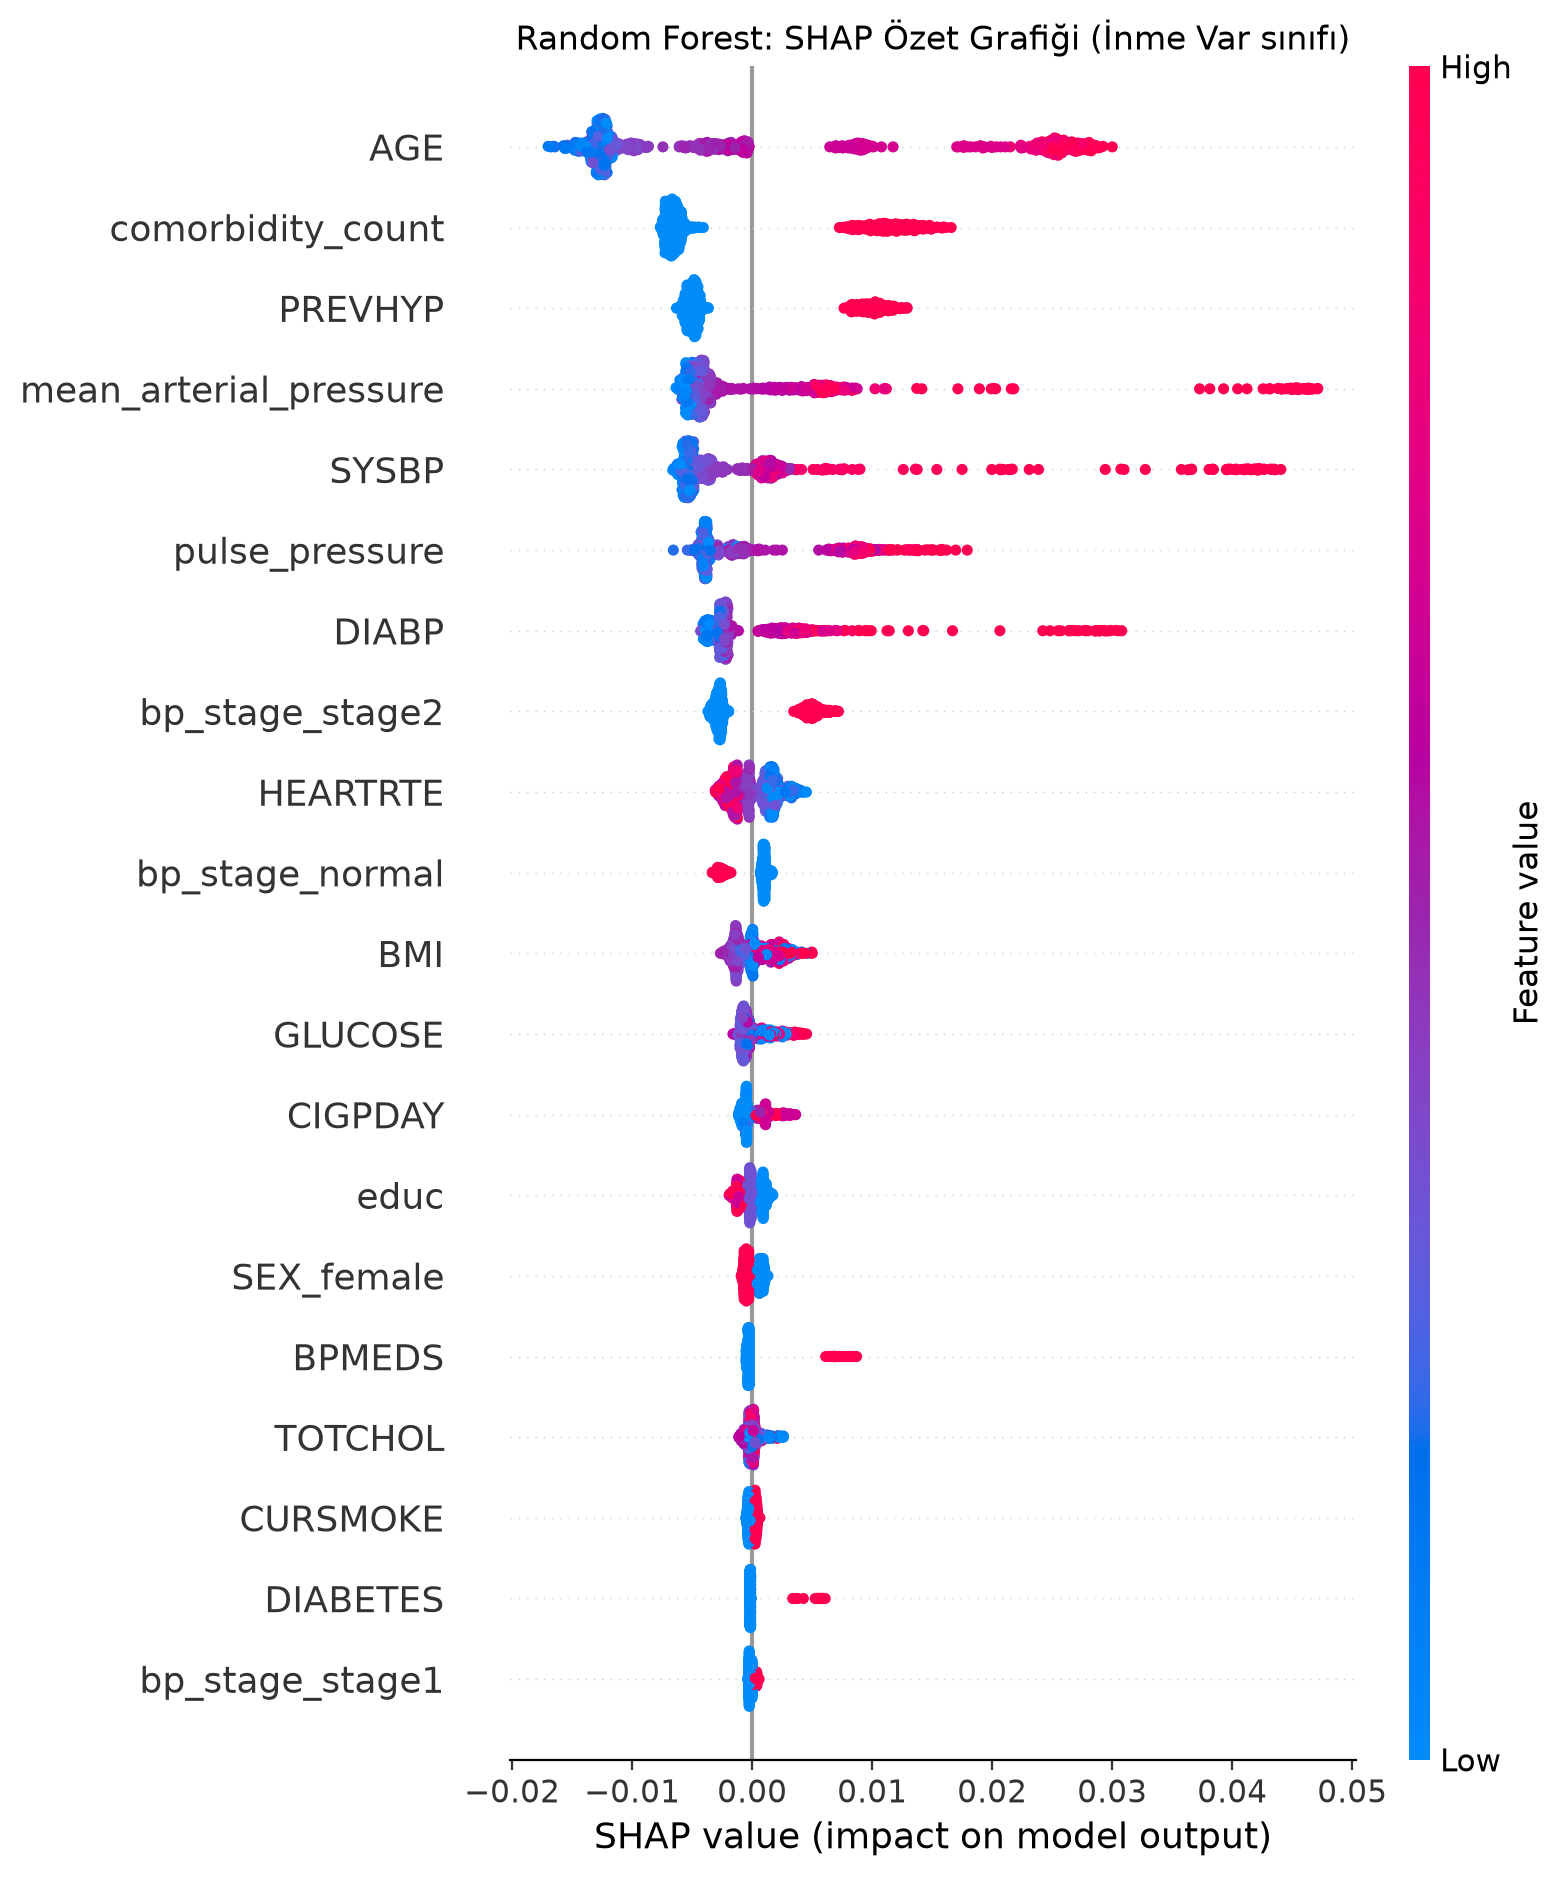 Random Forest: SHAP Özet Grafiği (İnme Var sınıfı)
High
AGE
comorbidity_count
PREVHYP
mean_arterial_pressure
SYSBP
pulse_pressure
DIABP
bp_stage_stage2
HEARTRTE
bp_stage_normal
BMI
GLUCOSE
CIGPDAY
educ
SEX_female
BPMEDS
TOTCHOL
CURSMOKE
DIABETES
bp_stage_stage1
Feature value
Low
−0.02 −0.01 0.00 0.01 0.02 0.03 0.04 0.05
SHAP value (impact on model output)